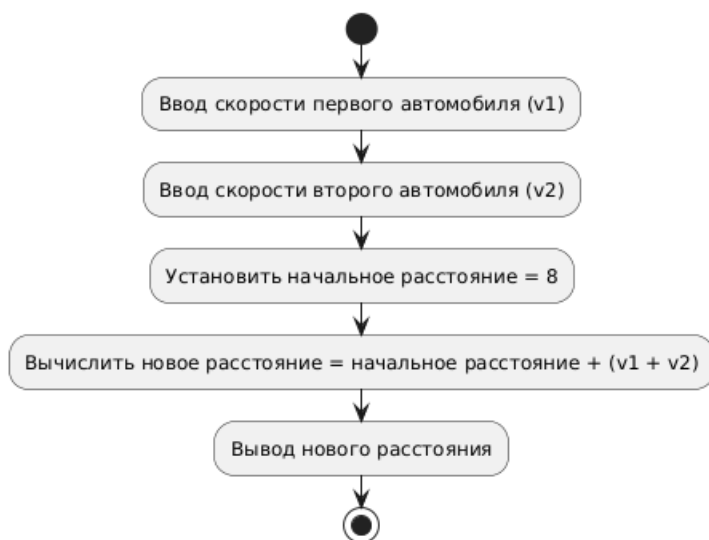 Ввод скорости первого автомобиля (v1)
Ввод скорости второго автомобиля (v2)
Установить начальное расстояние = 8
Вычислить новое расстояние = начальное расстояние + (v1 + v2)
Вывод нового расстояния